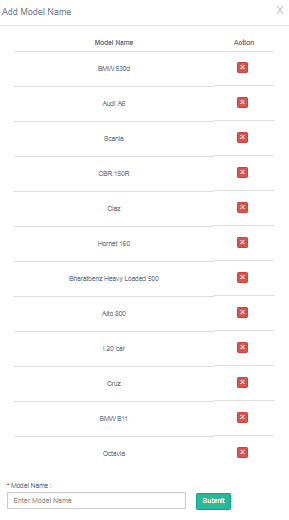 Add Model Name X
Model Name Action
BMW 530d x
Audi A6 x
Scania x
CBR 150R x
Ciaz x
Hornet 160 x
Bharatbenz Heavy Loaded 500 x
Alto 800 x
I 20 car x
Cruz x
BMW B11 x
Octavia x
* Model Name :
Enter Model Name Submit